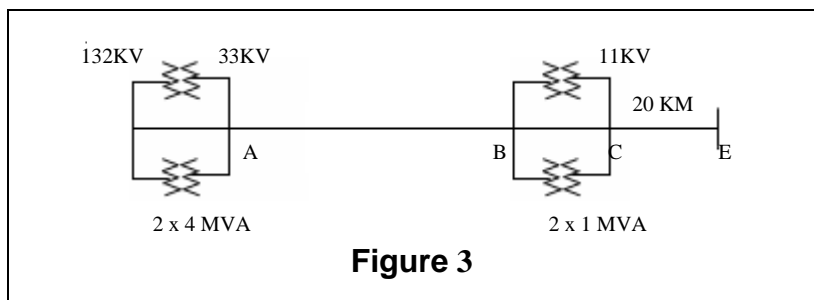 132KV 33KV 11KV
20 KM
A B C E
2 x 4 MVA 2 x 1 MVA
Figure 3